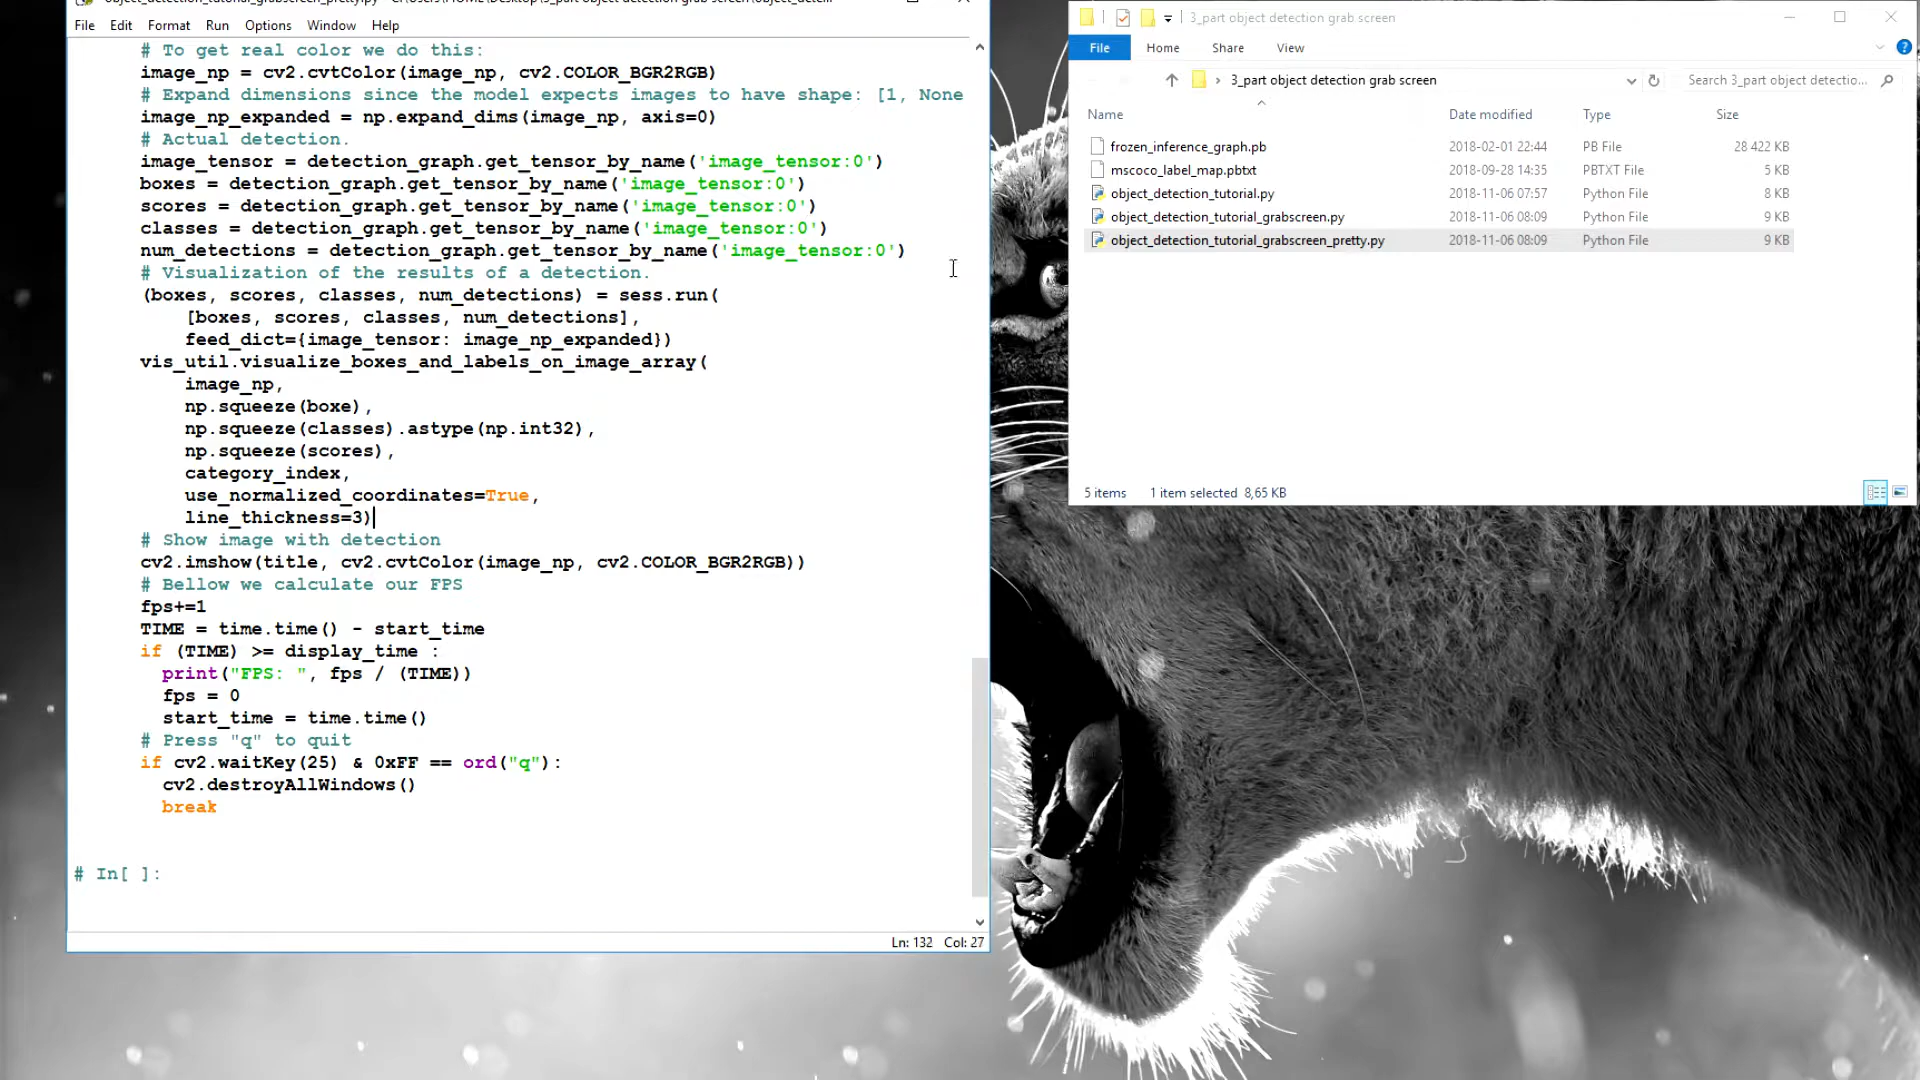 File Edit Format Run Options Window Help
# To get real color we do this:
image_np = cv2.cvtColor(image_np, cv2.COLOR_BGR2RGB)
# Expand dimensions since the model expects images to have shape: [1, None
image_np_expanded = np.expand_dims(image_np, axis=0)
# Actual detection.
image_tensor = detection_graph.get_tensor_by_name('image_tensor:0')
boxes = detection_graph.get_tensor_by_name('image_tensor:0')
scores = detection_graph.get_tensor_by_name('image_tensor:0')
classes = detection_graph.get_tensor_by_name('image_tensor:0')
num_detections = detection_graph.get_tensor_by_name('image_tensor:0')
# Visualization of the results of a detection.
(boxes, scores, classes, num_detections) = sess.run(
[boxes, scores, classes, num_detections],
feed_dict={image_tensor: image_np_expanded})
vis_util.visualize_boxes_and_labels_on_image_array(
image_np,
np.squeeze(boxe),
np.squeeze(classes).astype(np.int32),
np.squeeze(scores),
category_index,
use_normalized_coordinates=True,
line_thickness=3)
# Show image with detection
cv2.imshow(title, cv2.cvtColor(image_np, cv2.COLOR_BGR2RGB))
# Bellow we calculate our FPS
fps+=1
TIME = time.time() - start_time
if (TIME) >= display_time :
print("FPS: ", fps / (TIME))
fps = 0
start_time = time.time()
# Press "q" to quit
if cv2.waitKey(25) & 0xFF == ord("q"):
cv2.destroyAllWindows()
break
# In[ ]:
Ln: 132 Col: 27
3_part object detection grab screen
File Home Share View
3_part object detection grab screen
Search 3_part object detectio...
Name Date modified Type Size
frozen_inference_graph.pb 2018-02-01 22:44 PB File 28 422 KB
mscoco_label_map.pbtxt 2018-09-28 14:35 PBTXT File 5 KB
object_detection_tutorial.py 2018-11-06 07:57 Python File 8 KB
object_detection_tutorial_grabscreen.py 2018-11-06 08:09 Python File 9 KB
object_detection_tutorial_grabscreen_pretty.py 2018-11-06 08:09 Python File 9 KB
5 items 1 item selected 8,65 KB